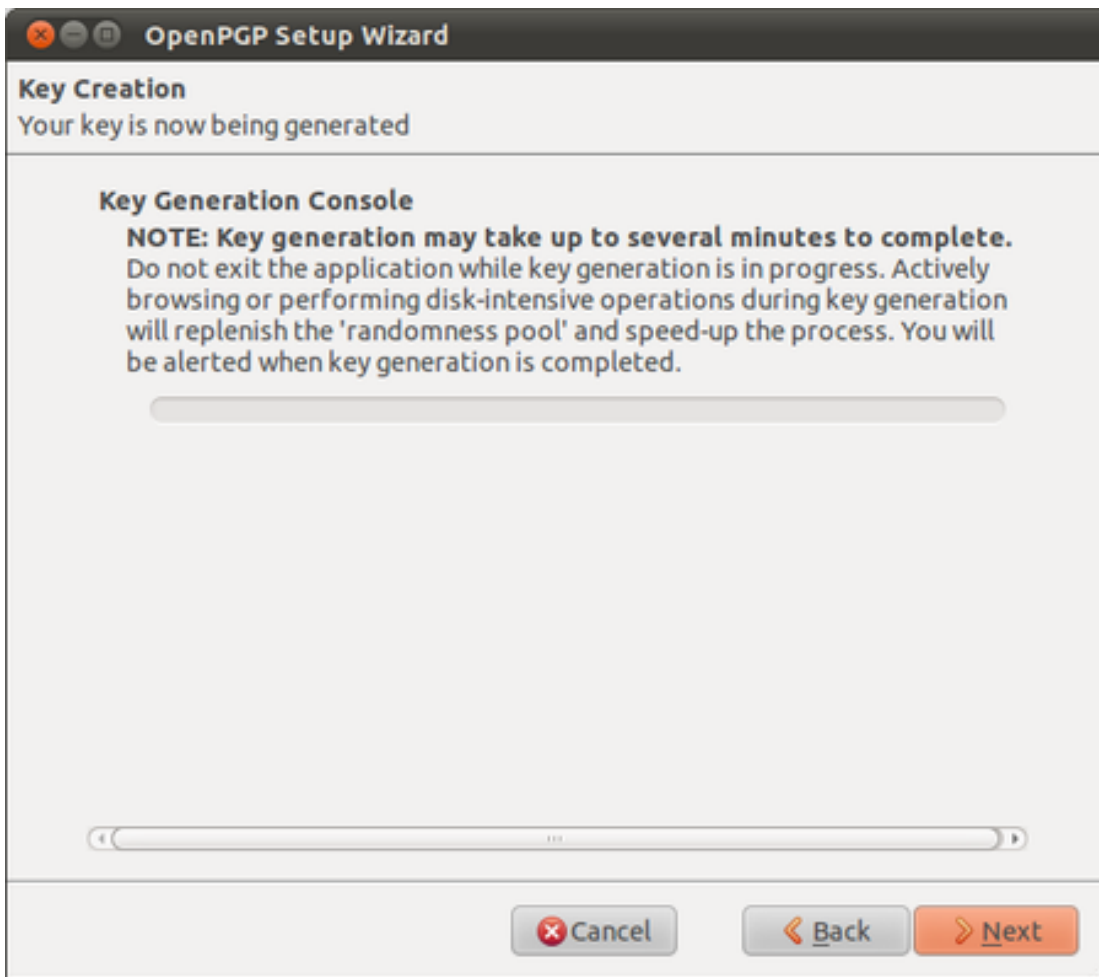 OpenPGP Setup Wizard
Key Creation
Your key is now being generated
Key Generation Console
NOTE: Key generation may take up to several minutes to complete.
Do not exit the application while key generation is in progress. Actively
browsing or performing disk-intensive operations during key generation
will replenish the 'randomness pool' and speed-up the process. You will
be alerted when key generation is completed.
Cancel
Back
Next